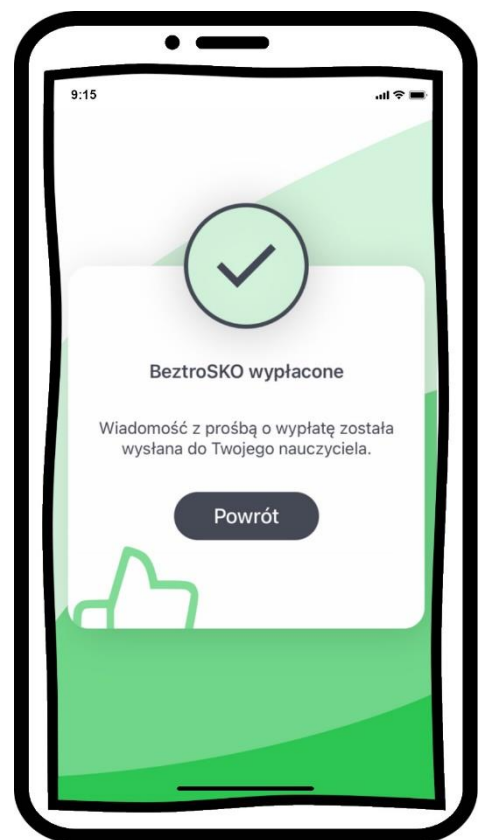 9:15
BeztroSKO wypłacone
Wiadomość z prośbą o wypłatę została
wysłana do Twojego nauczyciela.
Powrót